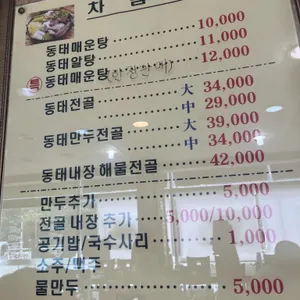 차 림
동태매운탕 10,000
동태알탕 11,000
특 동태매운탕 12,000
동태전골 大 34,000
中 29,000
동태만두전골 大 39,000
中 34,000
동태내장 해물전골 42,000
만두추가 5,000
전골 내장 추가 5,000/10,000
공기밥/국수사리 1,000
소주/맥주
물만두 5,000